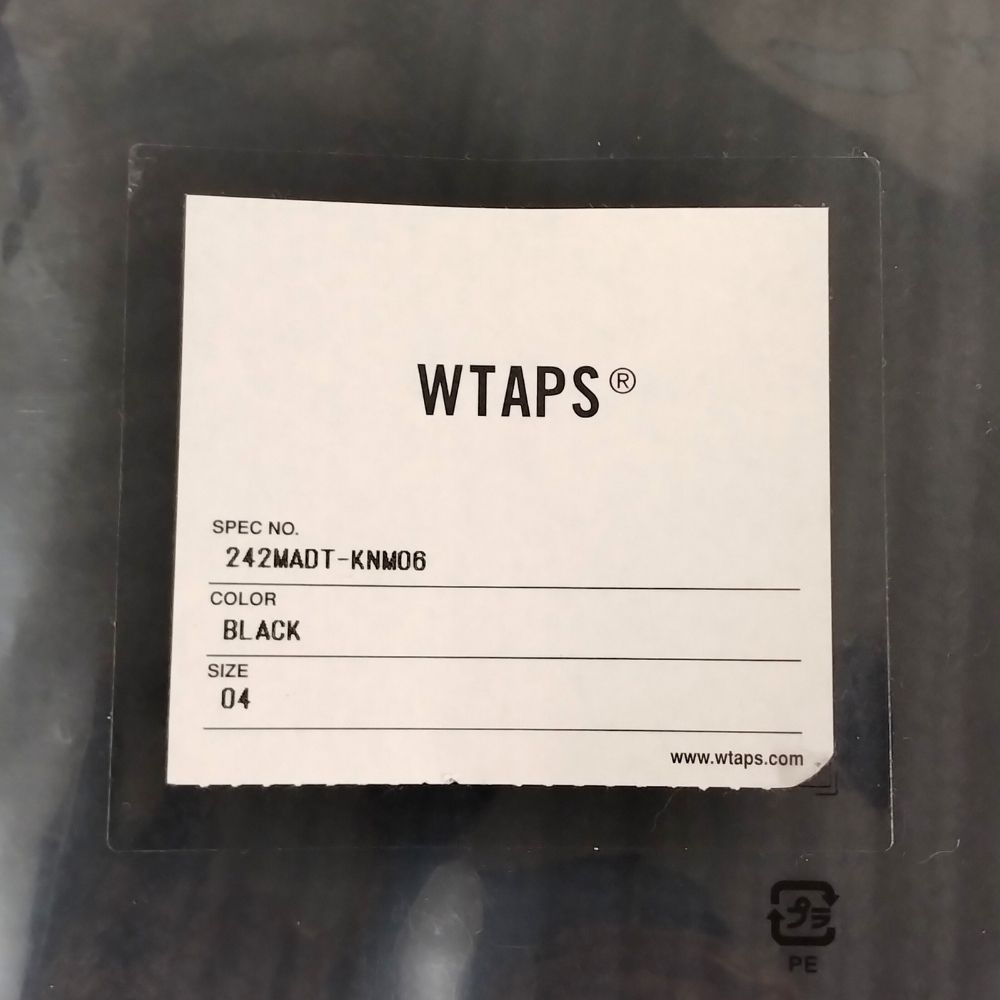 WTAPS®
SPEC NO.
242MADT-KNM06
COLOR
BLACK
SIZE
04
www.wtaps.com
プラ
PE